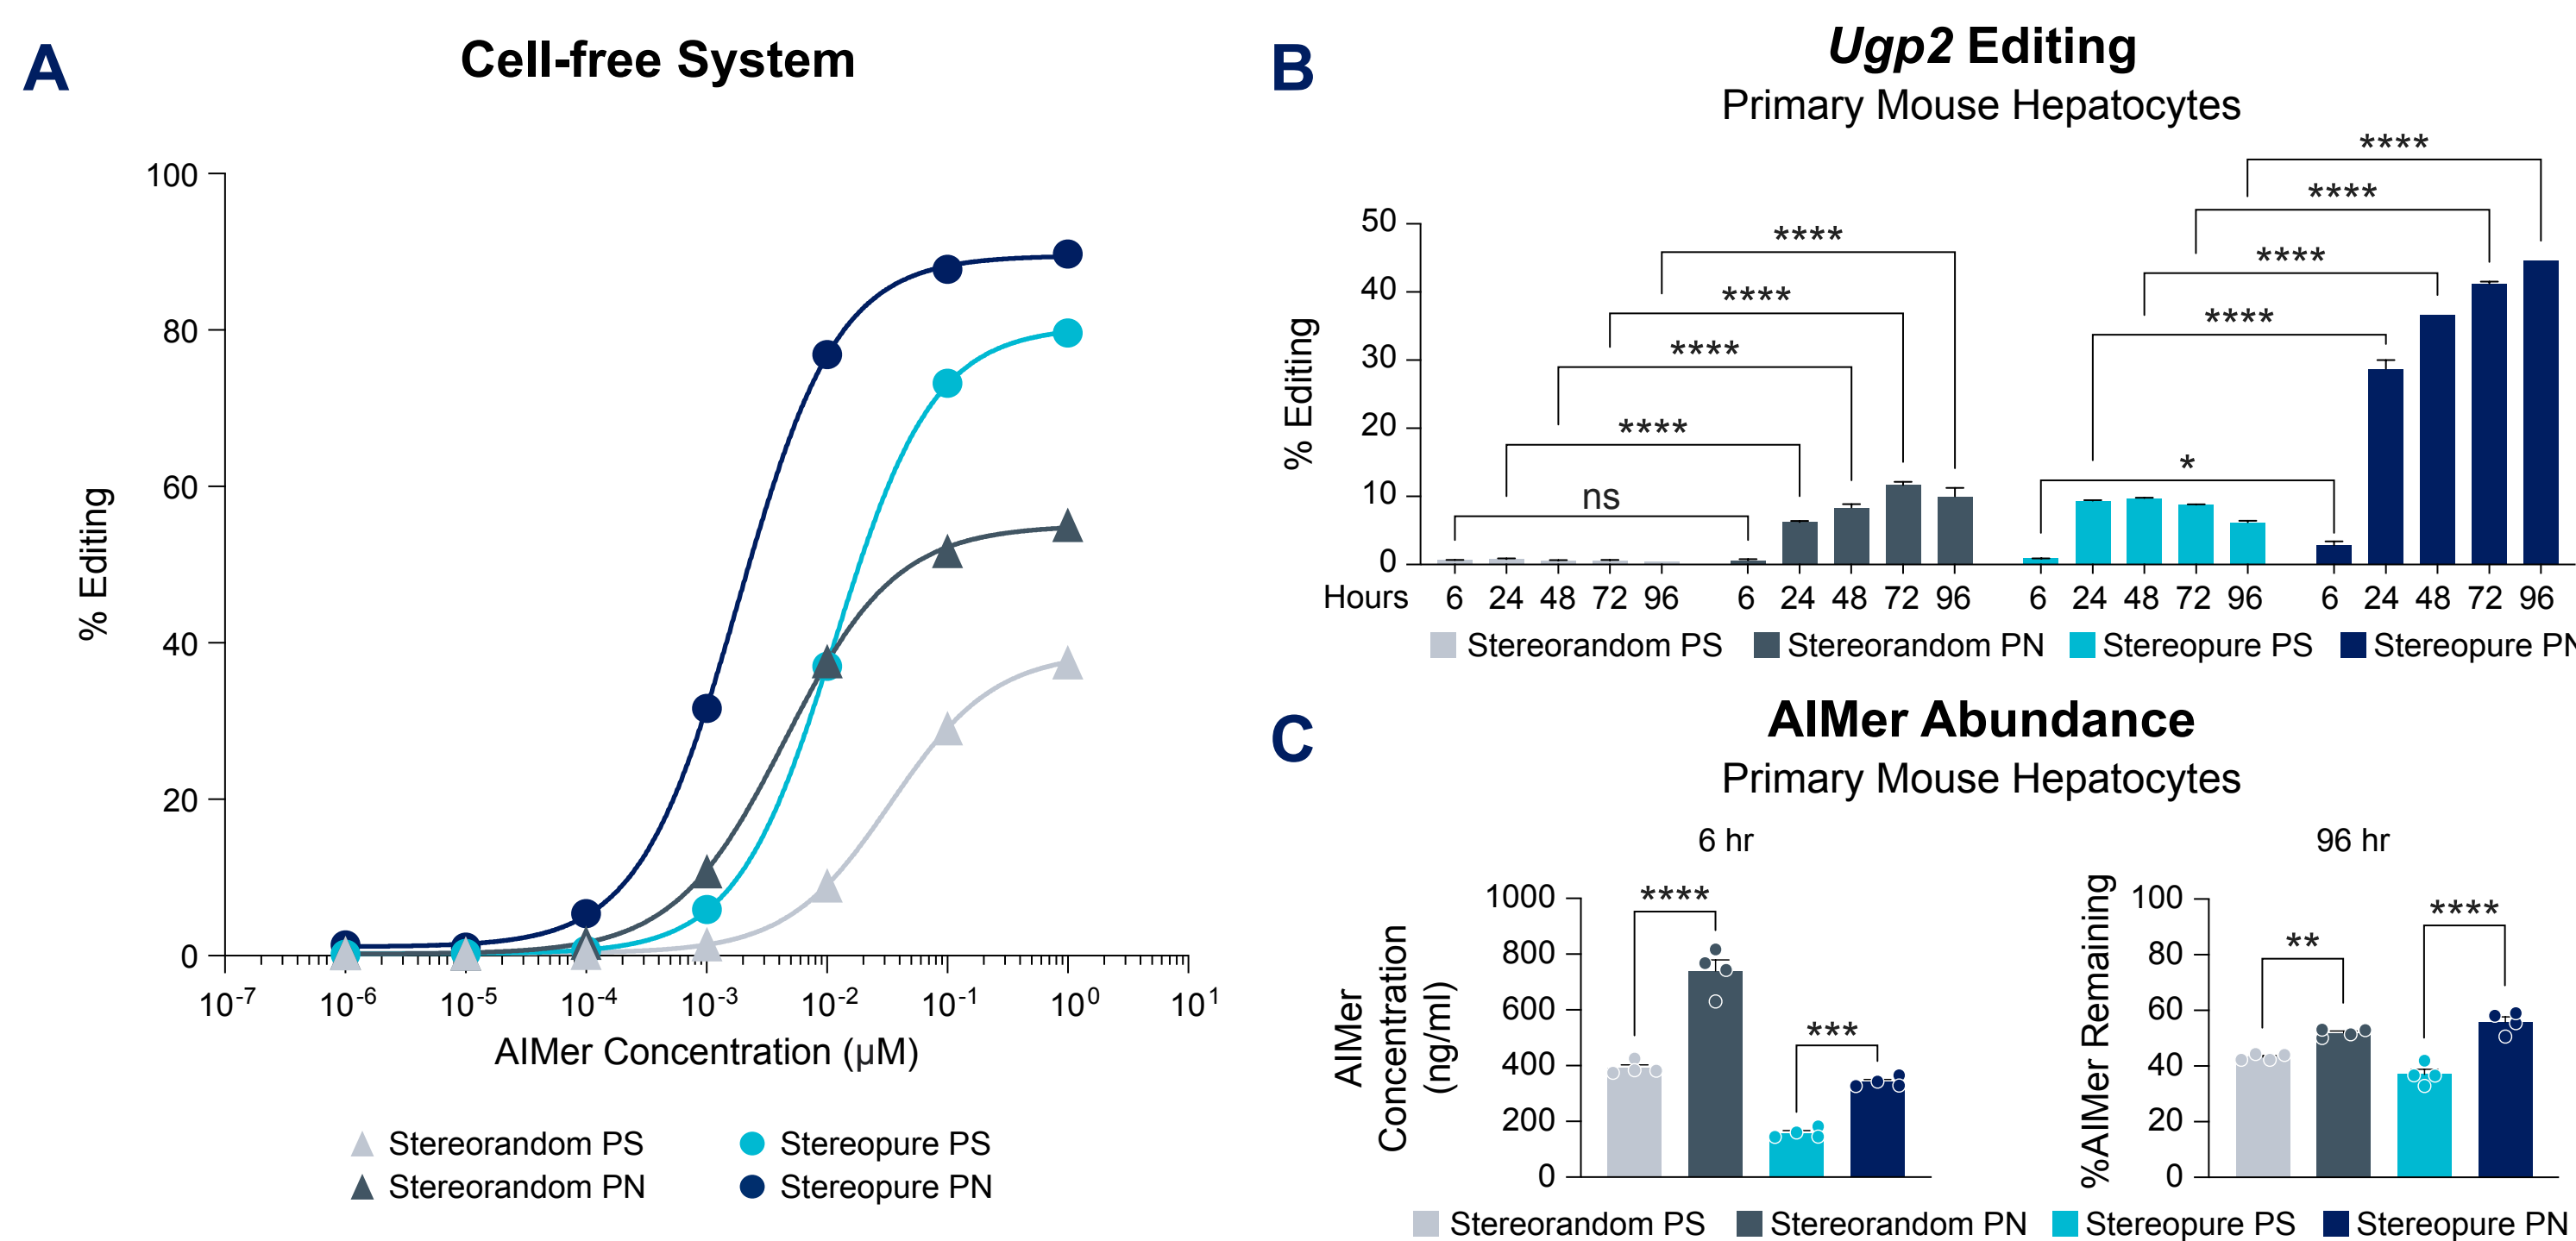 A
Cell-free System
100
80
60
40
20
0
% Editing
10-7 10-6 10-5 10-4 10-3 10-2 10-1 100 101
AIMer Concentration (μM)
Stereorandom PS
Stereopure PS
Stereorandom PN
Stereopure PN
B
Ugp2 Editing
Primary Mouse Hepatocytes
50
40
30
20
10
0
% Editing
****
****
****
****
****
****
****
****
*
ns
Hours 6 24 48 72 96 6 24 48 72 96 6 24 48 72 96 6 24 48 72 96
Stereorandom PS Stereorandom PN Stereopure PS Stereopure PN
C
AIMer Abundance
Primary Mouse Hepatocytes
6 hr
1000
800
600
400
200
0
AIMer
Concentration
(ng/ml)
****
***
96 hr
100
80
60
40
20
0
%AIMer Remaining
**
****
Stereorandom PS Stereorandom PN Stereopure PS Stereopure PN